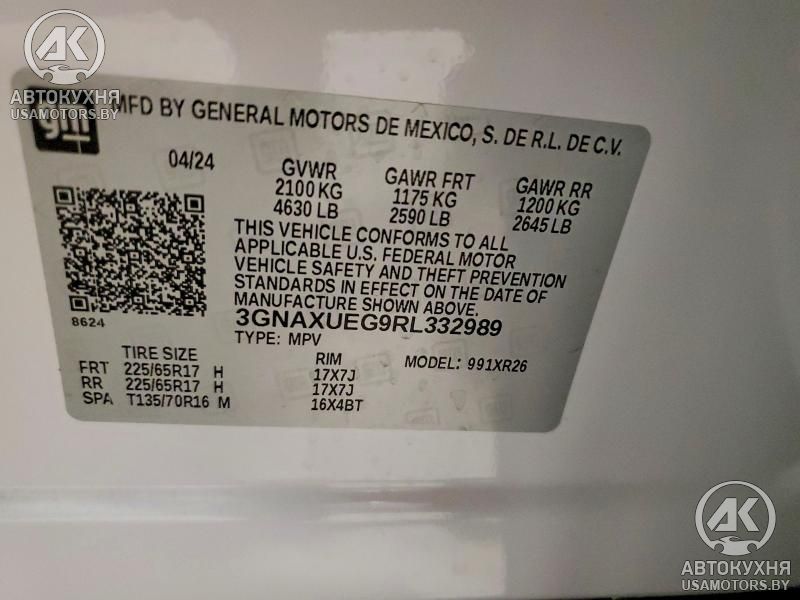 AK
АВТОКУХНЯ
USAMOTORS.BY
gm
MFD BY GENERAL MOTORS DE MEXICO, S. DE R.L. DE C.V.
04/24 GVWR GAWR FRT GAWR RR
2100 KG 1175 KG 1200 KG
4630 LB 2590 LB 2645 LB
THIS VEHICLE CONFORMS TO ALL
APPLICABLE U.S. FEDERAL MOTOR
VEHICLE SAFETY AND THEFT PREVENTION
STANDARDS IN EFFECT ON THE DATE OF
MANUFACTURE SHOWN ABOVE.
8624
3GNAXUEG9RL332989
TYPE: MPV
TIRE SIZE RIM MODEL: 991XR26
FRT 225/65R17 H 17X7J
RR 225/65R17 H 17X7J
SPA T135/70R16 M 16X4BT
AK
АВТОКУХНЯ
USAMOTORS.BY